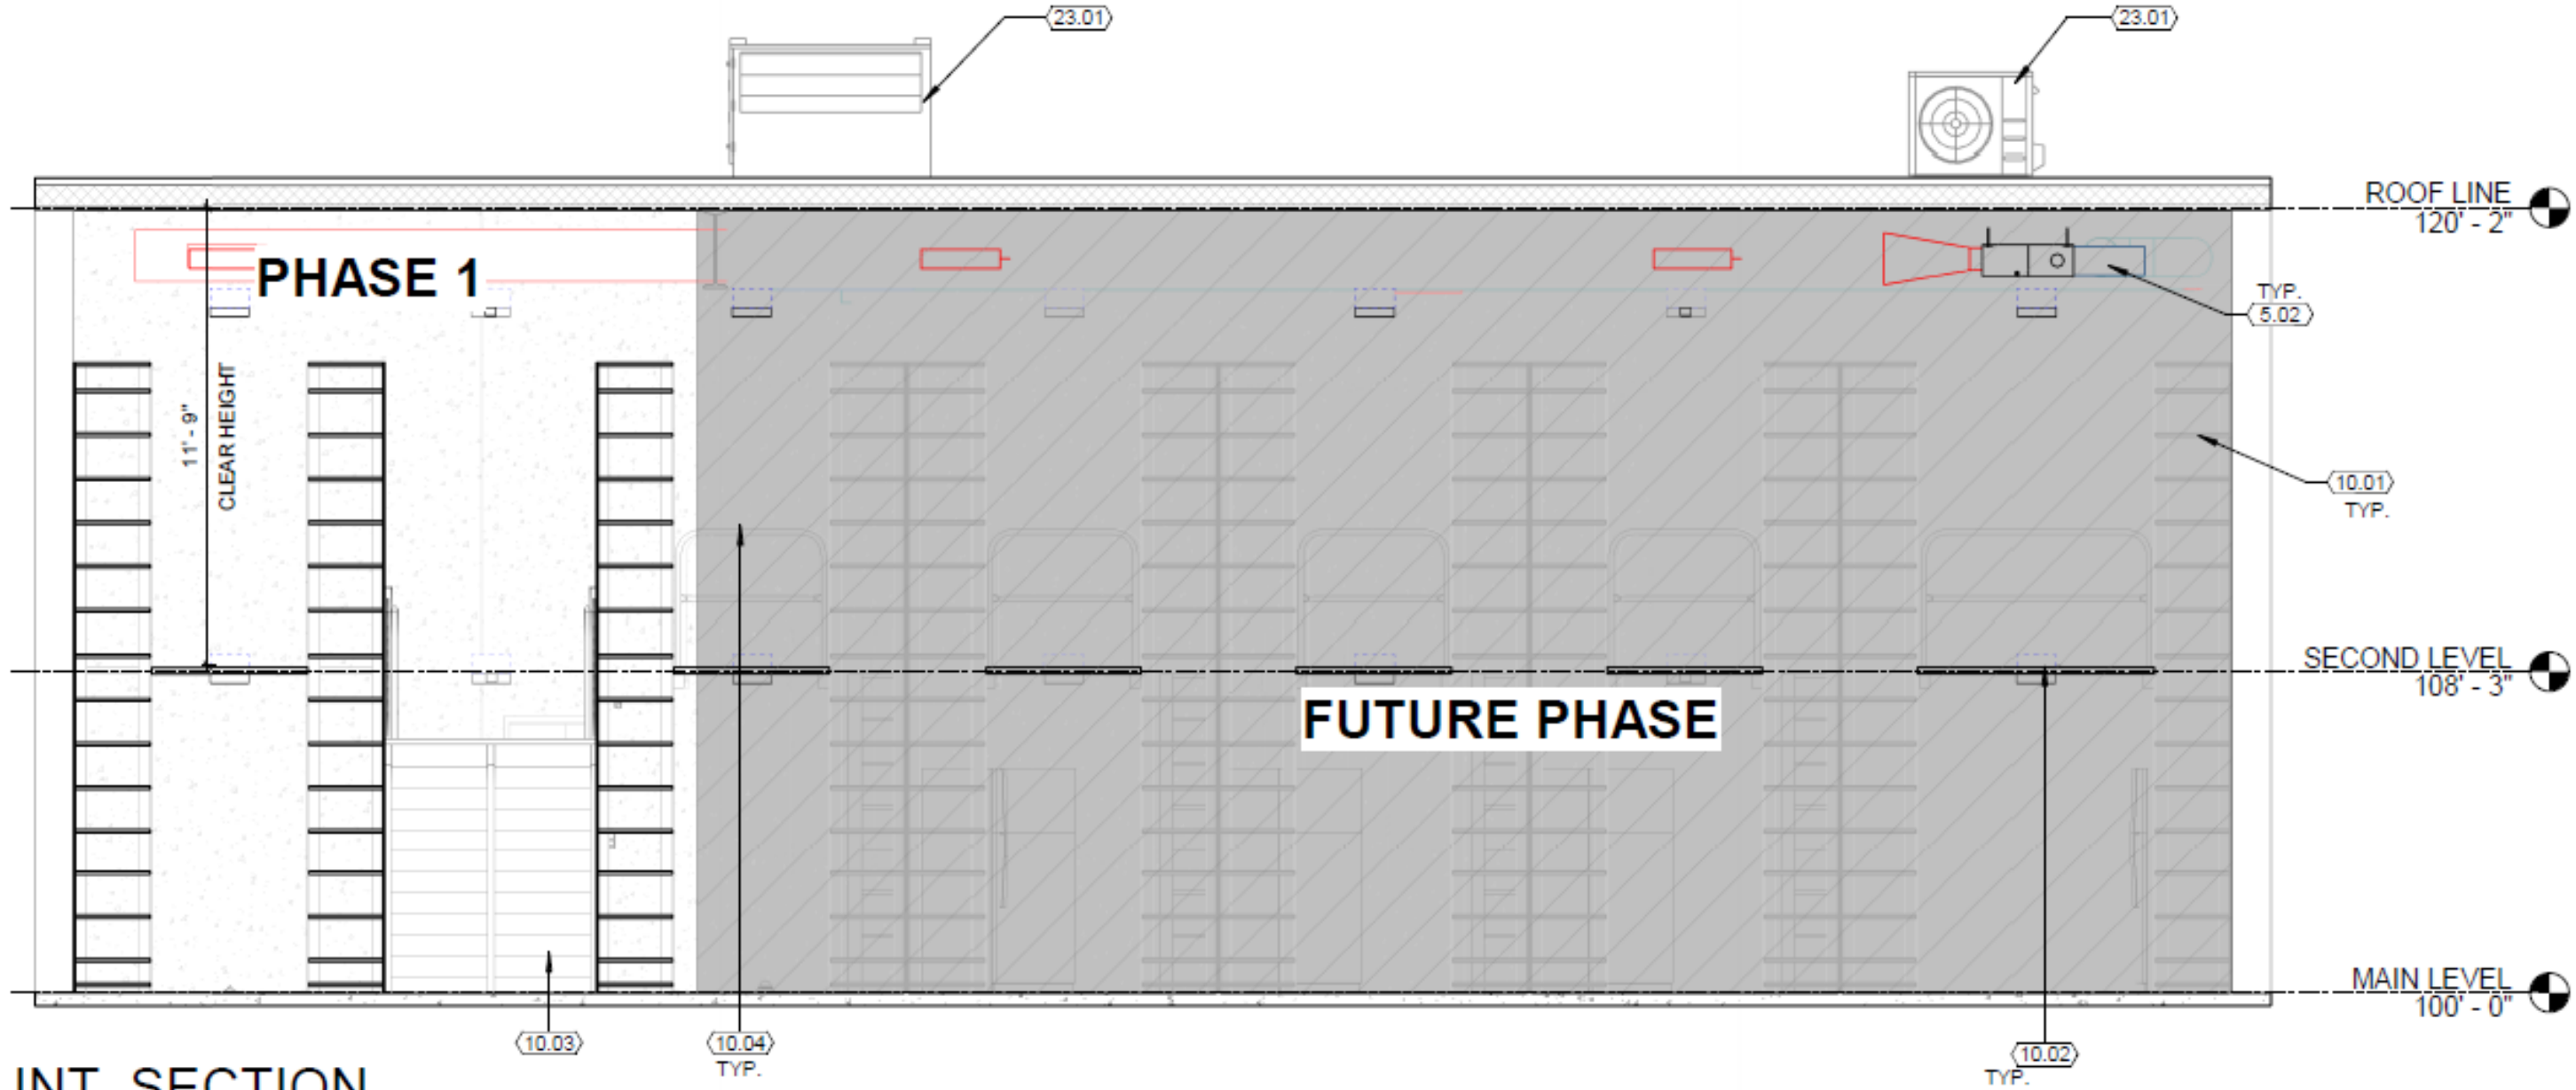 23.01
23.01
ROOF LINE
120' - 2"
PHASE 1
TYP.
5.02
11' - 9"
CLEAR HEIGHT
10.01
TYP.
SECOND LEVEL
108' - 3"
FUTURE PHASE
MAIN LEVEL
100' - 0"
10.03
10.04
TYP.
10.02
TYP.
INT. SECTION